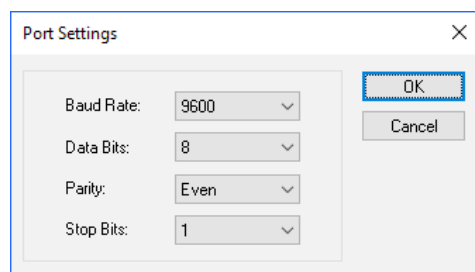 Port Settings
Baud Rate: 9600
OK
Data Bits: 8
Cancel
Parity: Even
Stop Bits: 1